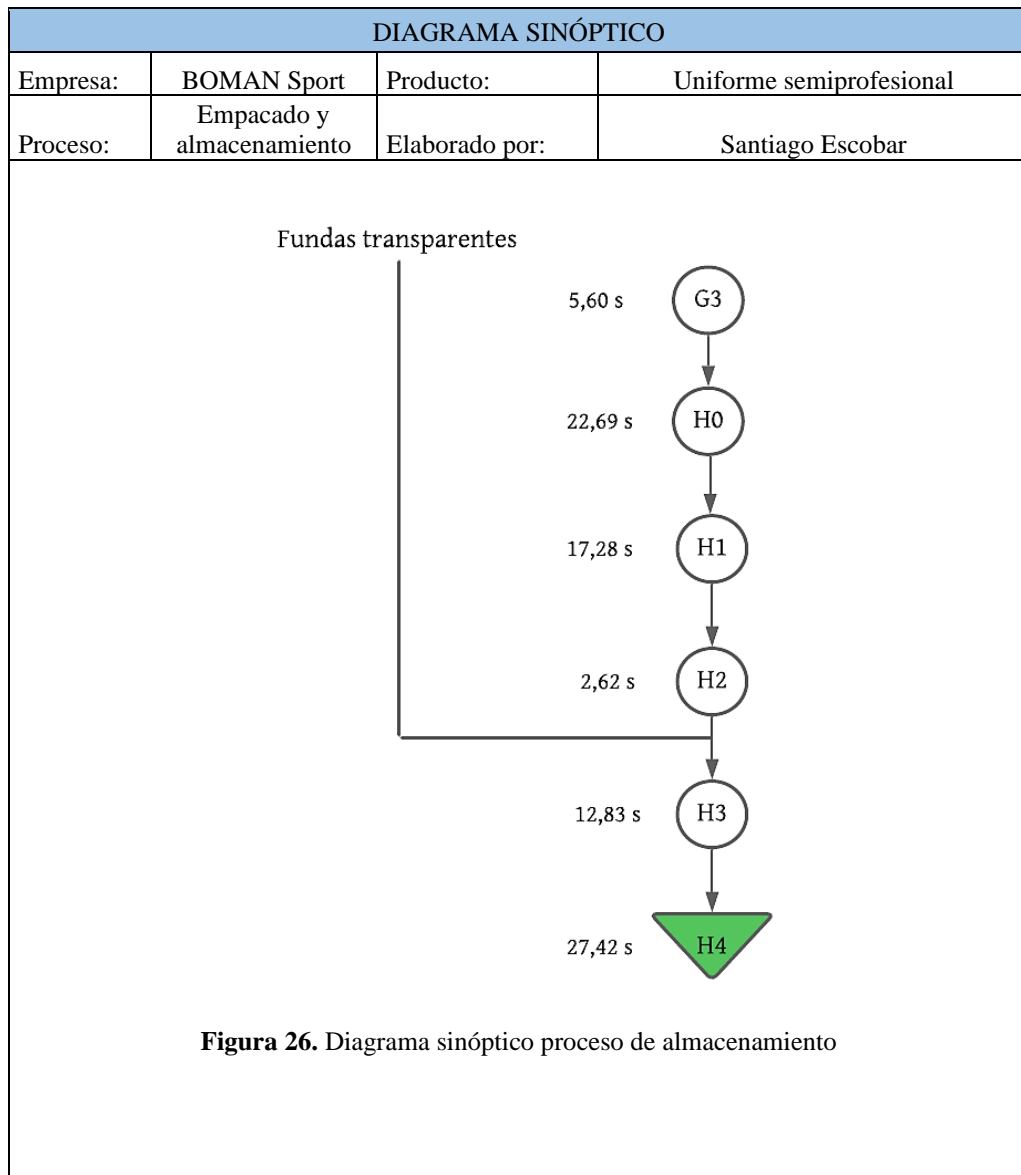 DIAGRAMA SINÓPTICO
Empresa: BOMAN Sport Producto: Uniforme semiprofesional
Proceso: Empacado y
almacenamiento Elaborado por: Santiago Escobar
Fundas transparentes
5,60 s G3
22,69 s H0
17,28 s H1
2,62 s H2
12,83 s H3
27,42 s H4
Figura 26. Diagrama sinóptico proceso de almacenamiento